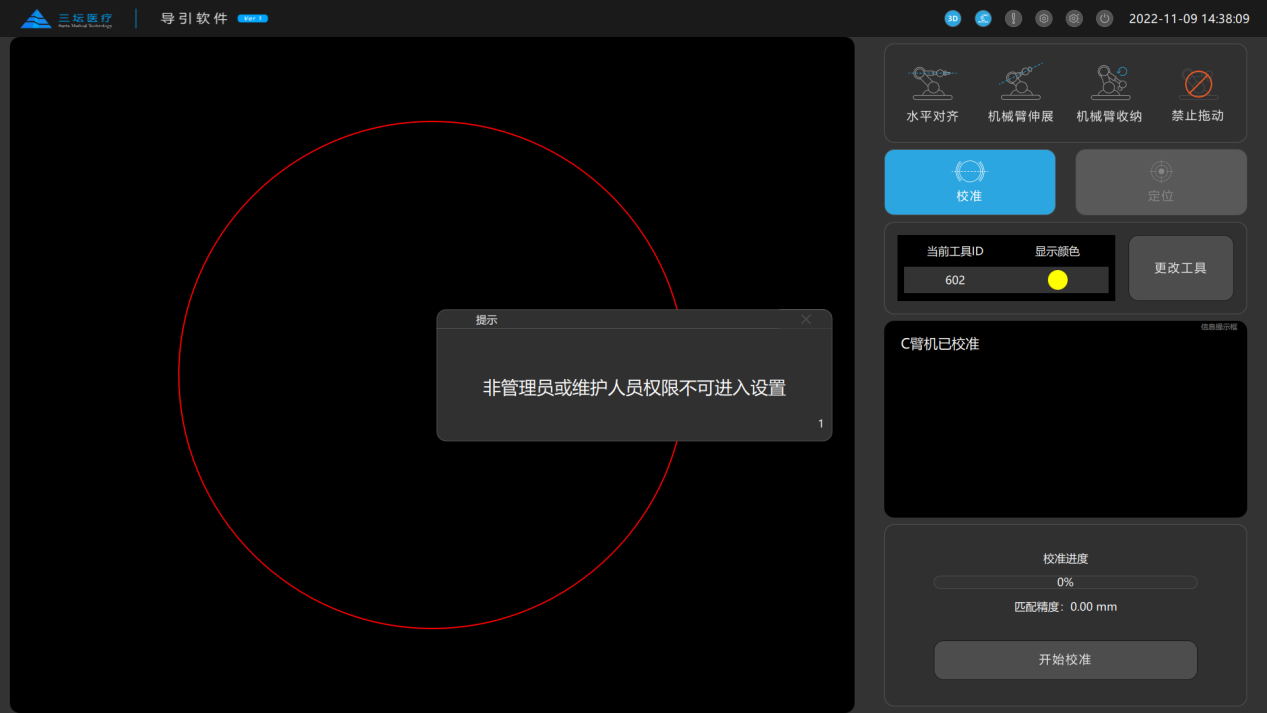 三坛医疗
Santa Medical Technology
导引软件
Ver 1
3D
2022-11-09 14:38:09
水平对齐
机械臂伸展
机械臂收纳
禁止拖动
校准
定位
当前工具ID
显示颜色
602
更改工具
提示
非管理员或维护人员权限不可进入设置
1
信息提示框
C臂机已校准
校准进度
0%
匹配精度：0.00 mm
开始校准